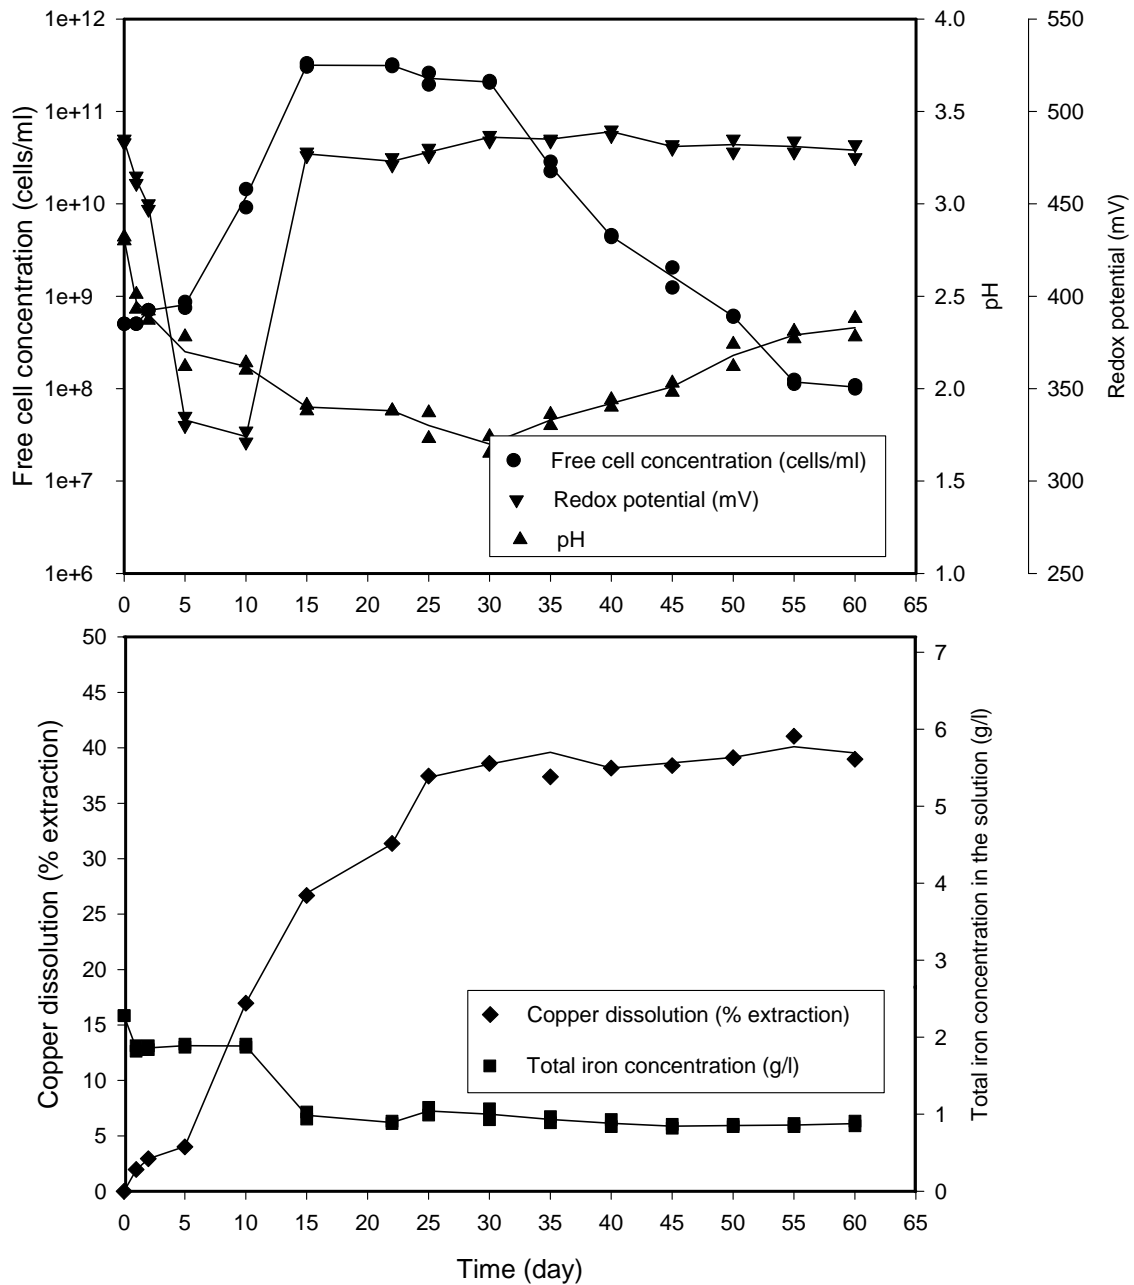 Free cell concentration (cells/ml)
1e+12
1e+11
1e+10
1e+9
1e+8
1e+7
1e+6
4.0
3.5
3.0
2.5
2.0
1.5
1.0
pH
550
500
450
400
350
300
250
Redox potential (mV)
Free cell concentration (cells/ml)
Redox potential (mV)
pH
0 5 10 15 20 25 30 35 40 45 50 55 60 65
Copper dissolution (% extraction)
50
45
40
35
30
25
20
15
10
5
0
7
6
5
4
3
2
1
0
Total iron concentration in the solution (g/l)
Copper dissolution (% extraction)
Total iron concentration (g/l)
0 5 10 15 20 25 30 35 40 45 50 55 60 65
Time (day)